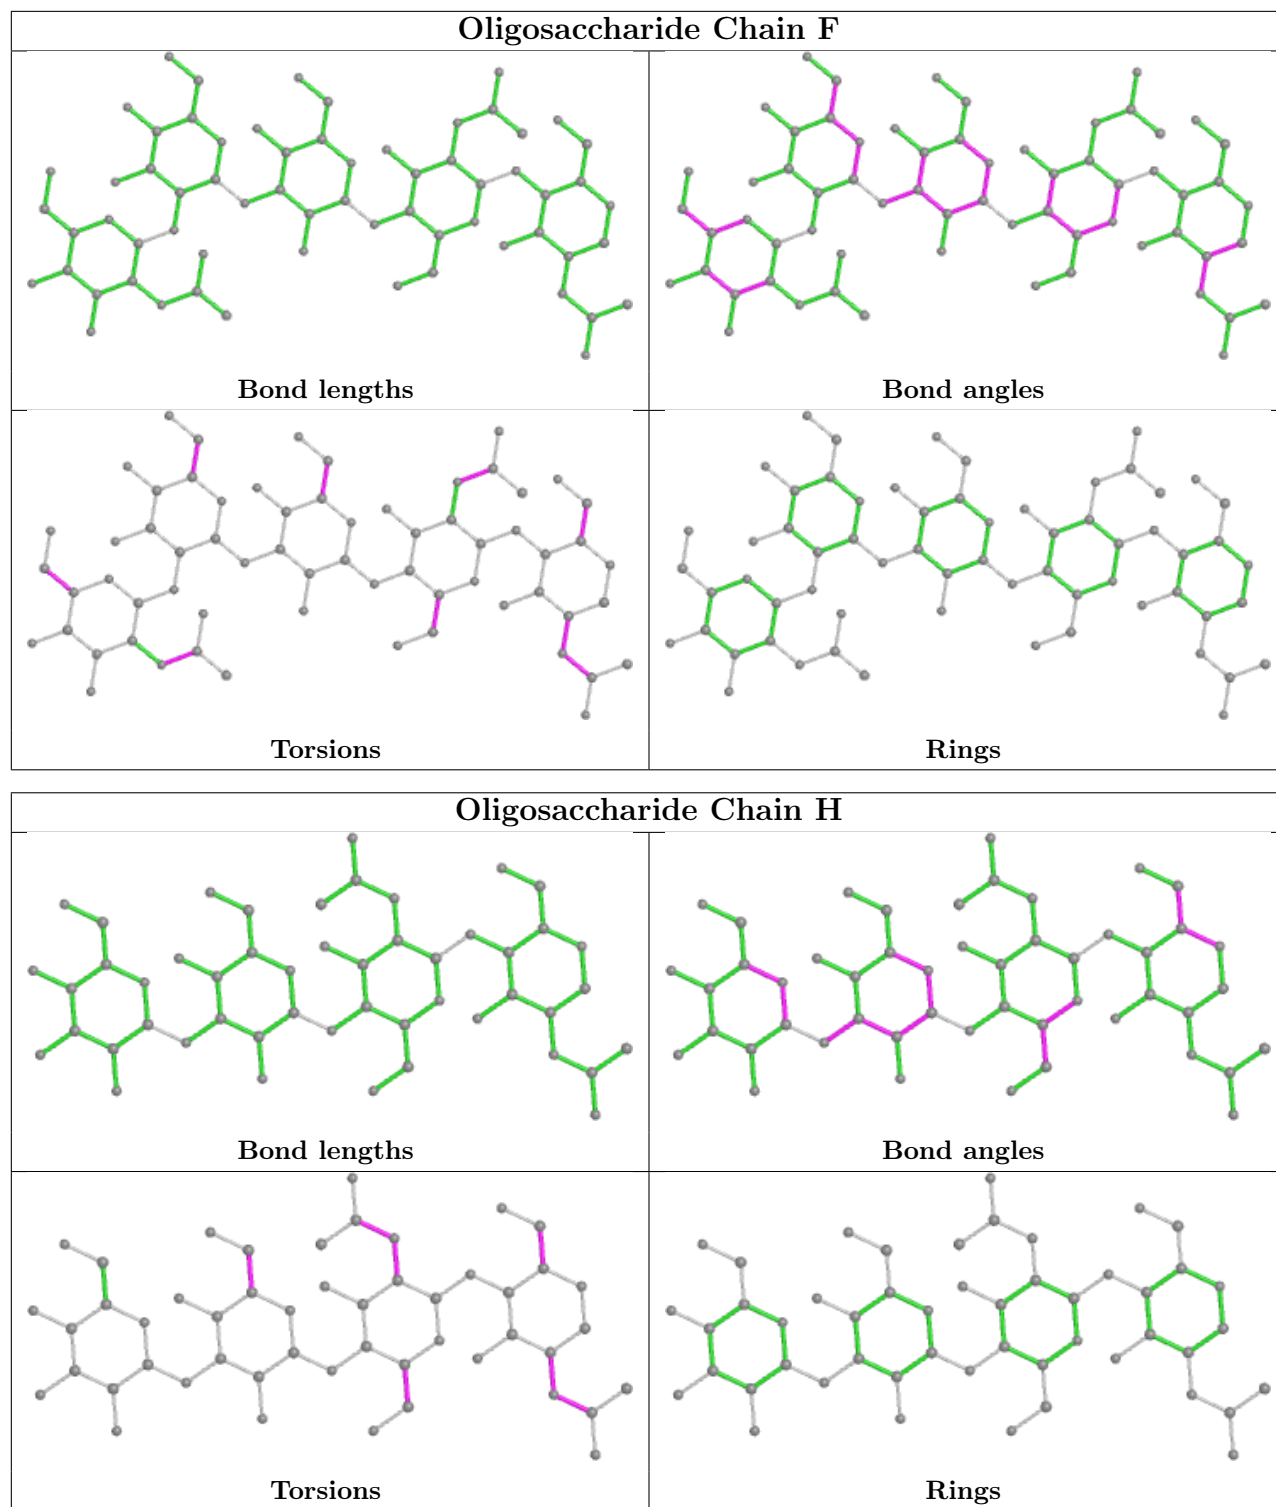 Oligosaccharide Chain F
Bond lengths
Bond angles
Torsions
Rings
Oligosaccharide Chain H
Bond lengths
Bond angles
Torsions
Rings